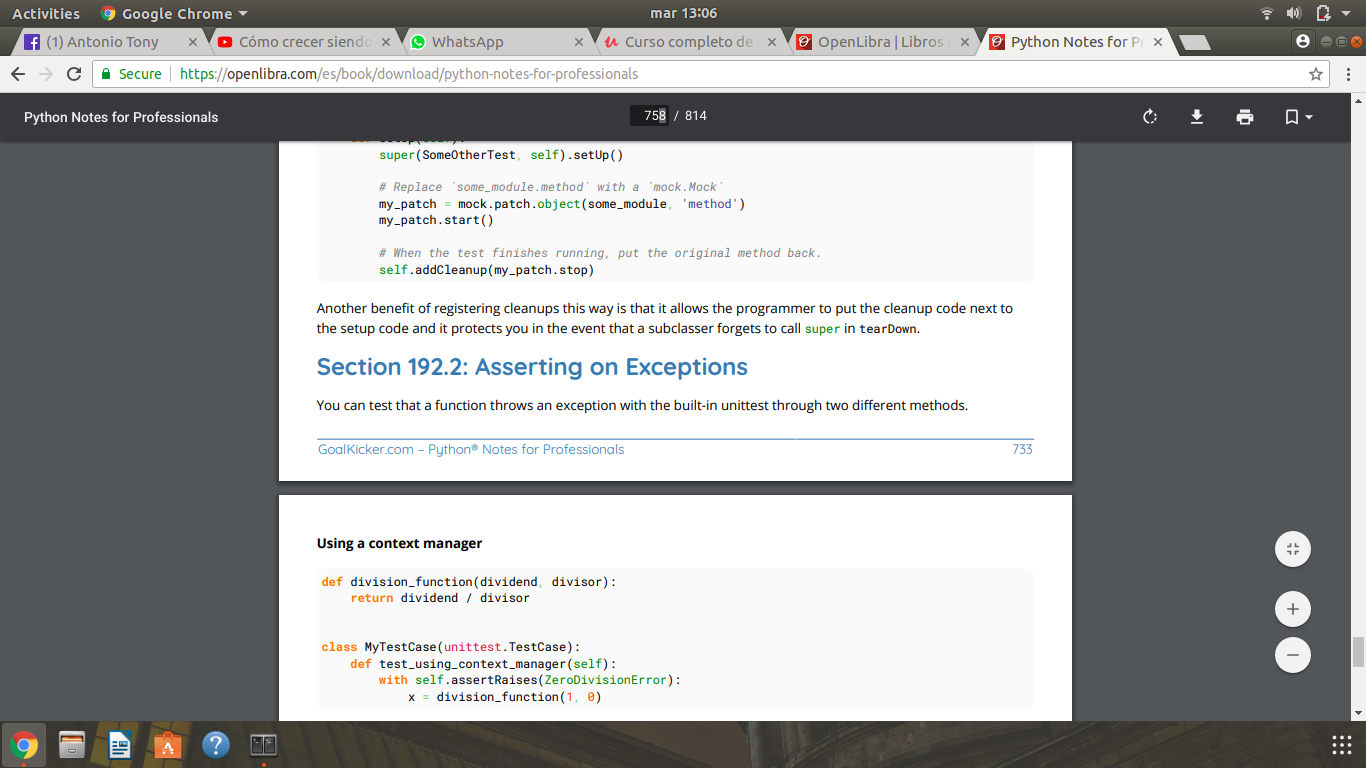 Activities Google Chrome mar 13:06
(1) Antonio Tony Cómo crecer siendo WhatsApp Curso completo de OpenLibra | Libros Python Notes for Pr
Secure https://openlibra.com/es/book/download/python-notes-for-professionals
Python Notes for Professionals 758 / 814
super(SomeOtherTest, self).setUp()
# Replace `some_module.method` with a `mock.Mock`
my_patch = mock.patch.object(some_module, 'method')
my_patch.start()
# When the test finishes running, put the original method back.
self.addCleanup(my_patch.stop)
Another benefit of registering cleanups this way is that it allows the programmer to put the cleanup code next to
the setup code and it protects you in the event that a subclasser forgets to call super in tearDown.
Section 192.2: Asserting on Exceptions
You can test that a function throws an exception with the built-in unittest through two different methods.
GoalKicker.com – Python® Notes for Professionals 733
Using a context manager
def division_function(dividend, divisor):
return dividend / divisor
class MyTestCase(unittest.TestCase):
def test_using_context_manager(self):
with self.assertRaises(ZeroDivisionError):
x = division_function(1, 0)